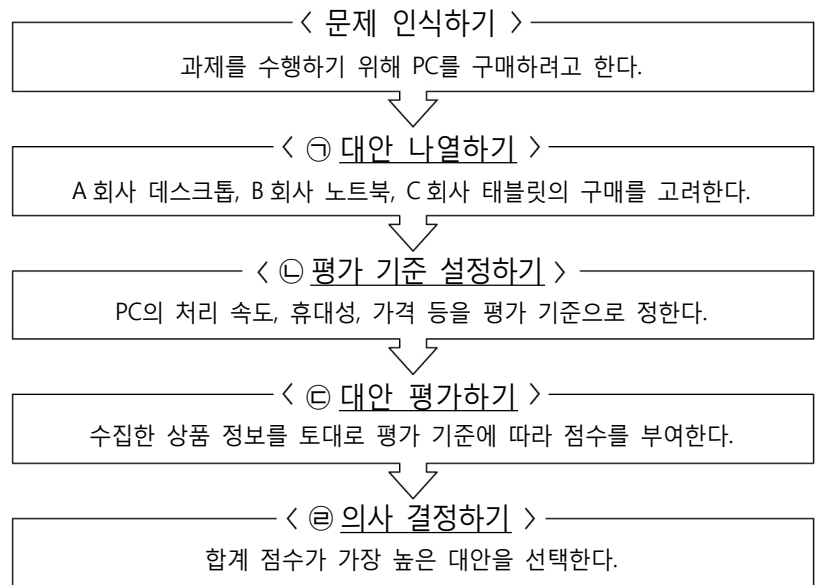 〈 문제 인식하기 〉
과제를 수행하기 위해 PC를 구매하려고 한다.
〈 ㉠ 대안 나열하기 〉
A 회사 데스크톱, B 회사 노트북, C 회사 태블릿의 구매를 고려한다.
〈 ㉡ 평가 기준 설정하기 〉
PC의 처리 속도, 휴대성, 가격 등을 평가 기준으로 정한다.
〈 ㉢ 대안 평가하기 〉
수집한 상품 정보를 토대로 평가 기준에 따라 점수를 부여한다.
〈 ㉣ 의사 결정하기 〉
합계 점수가 가장 높은 대안을 선택한다.